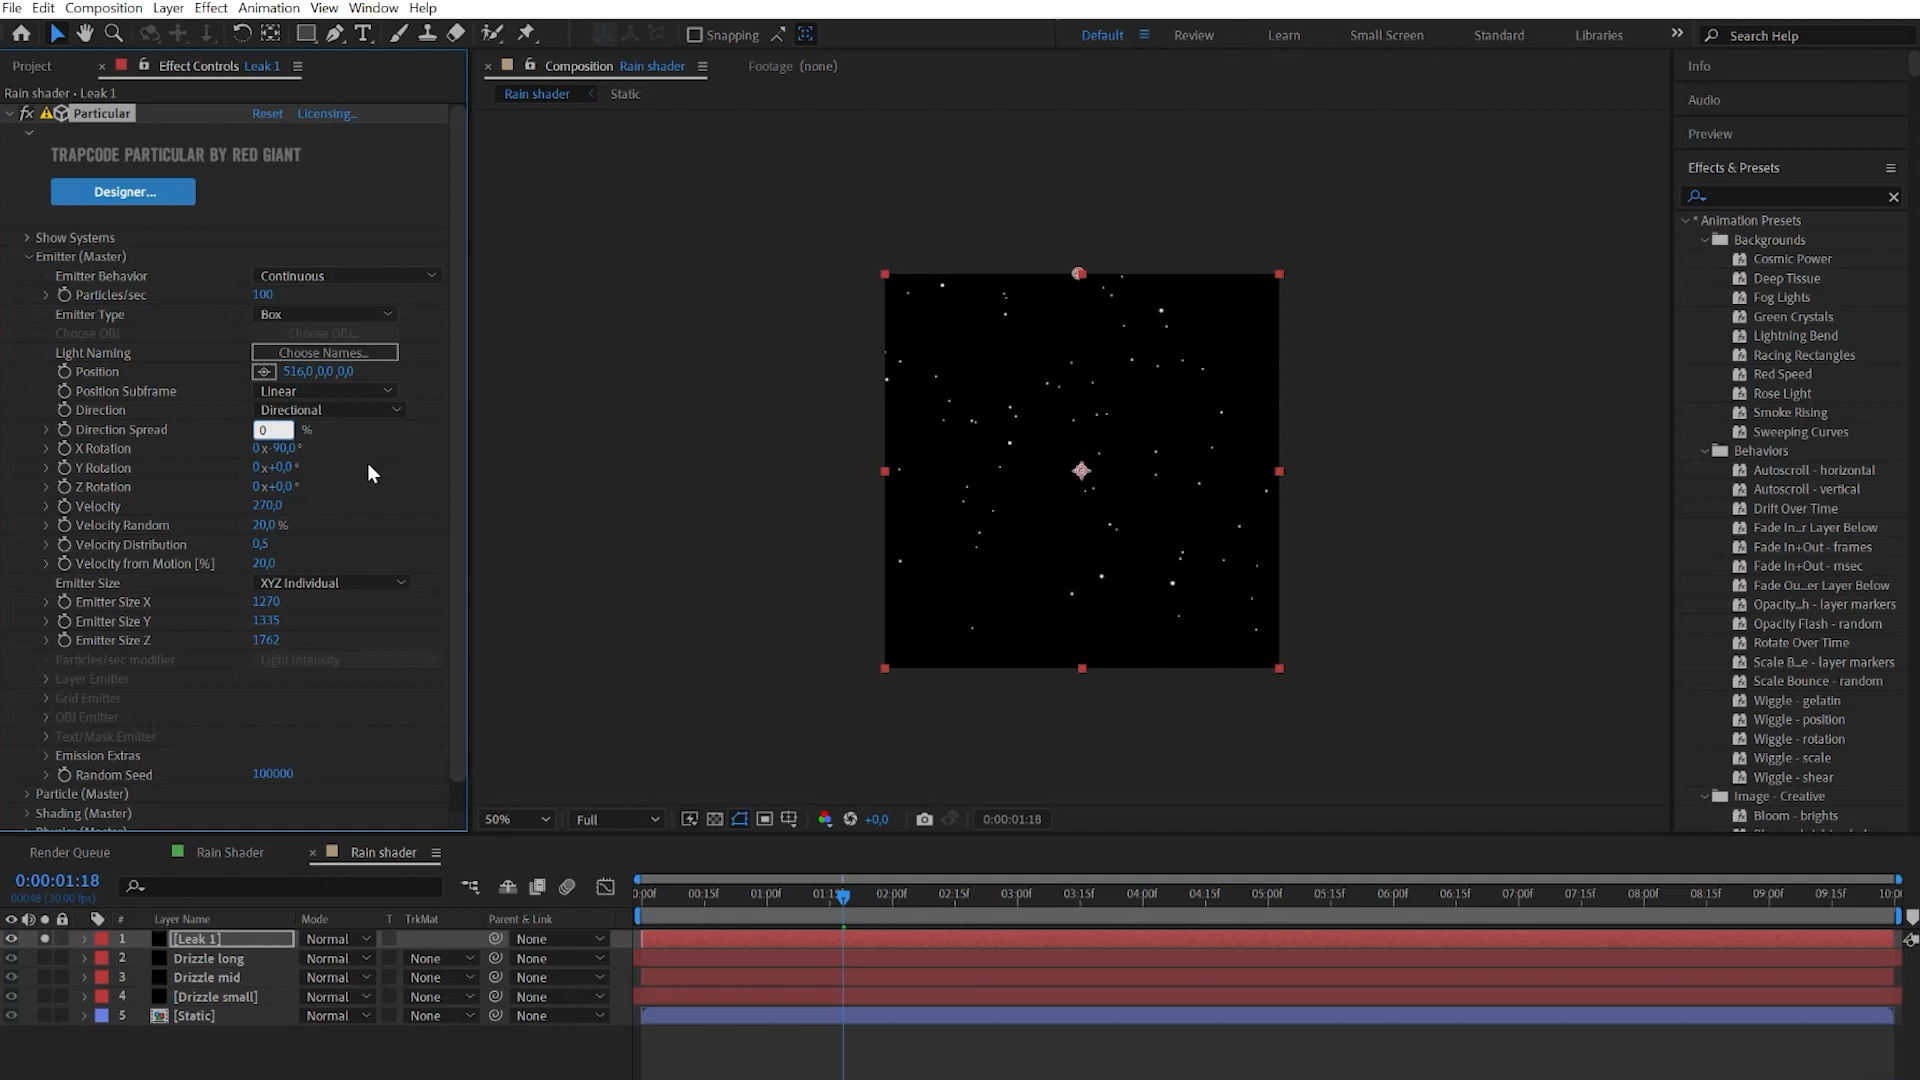 File Edit Composition Layer Effect Animation View Window Help
Snapping Default Review Learn Small Screen Standard Libraries Search Help
Project Effect Controls Leak 1
Composition Rain shader Footage (none)
Rain shader • Leak 1
Rain shader Static
fx Particular Reset Licensing...
TRAPCODE PARTICULAR BY RED GIANT
Designer...
Show Systems
Emitter (Master)
Emitter Behavior Continuous
Particles/sec 100
Emitter Type Box
Choose OBJ Choose OBJ...
Light Naming Choose Names...
Position 516,0,0,0,0,0
Position Subframe Linear
Direction Directional
Direction Spread 0 %
X Rotation 0x-90,0°
Y Rotation 0x+0,0°
Z Rotation 0x+0,0°
Velocity 270,0
Velocity Random 20,0 %
Velocity Distribution 0,5
Velocity from Motion [%] 20,0
Emitter Size XYZ Individual
Emitter Size X 1270
Emitter Size Y 1335
Emitter Size Z 1762
Particles/sec modifier Light Intensity
Layer Emitter
Grid Emitter
OBJ Emitter
Text/Mask Emitter
Emission Extras
Random Seed 100000
Particle (Master)
Shading (Master)
50% Full +0,0 0:00:01:18
Info
Audio
Preview
Effects & Presets
* Animation Presets
Backgrounds
Cosmic Power
Deep Tissue
Fog Lights
Green Crystals
Lightning Bend
Racing Rectangles
Red Speed
Rose Light
Smoke Rising
Sweeping Curves
Behaviors
Autoscroll - horizontal
Autoscroll - vertical
Drift Over Time
Fade In...r Layer Below
Fade In+Out - frames
Fade In+Out - msec
Fade Ou...er Layer Below
Opacity...h - layer markers
Opacity Flash - random
Rotate Over Time
Scale B...e - layer markers
Scale Bounce - random
Wiggle - gelatin
Wiggle - position
Wiggle - rotation
Wiggle - scale
Wiggle - shear
Image - Creative
Bloom - brights
Render Queue Rain Shader Rain shader
0:00:01:18
00048 (30.00 fps)
00:15f 01:00f 02:00f 02:15f 03:00f 03:15f 04:00f 04:15f 05:00f 05:15f 06:00f 06:15f 07:00f 07:15f 08:00f 08:15f 09:00f 09:15f
# Layer Name Mode T TrkMat Parent & Link
1 [Leak 1] Normal None
2 Drizzle long Normal None None
3 Drizzle mid Normal None None
4 [Drizzle small] Normal None None
5 [Static] Normal None None